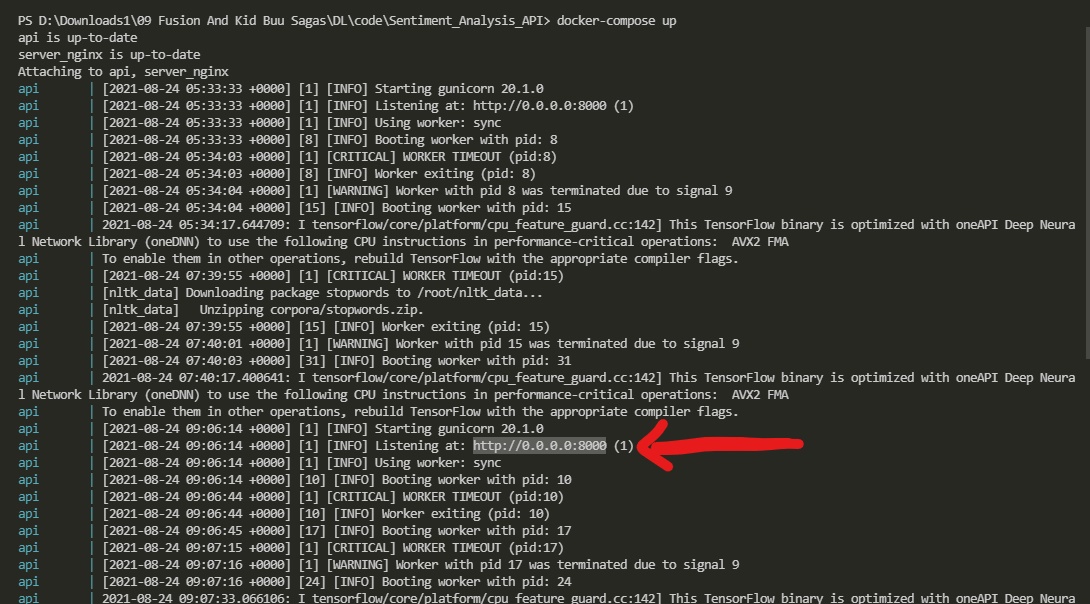 PS D:\Downloads1\09 Fusion And Kid Buu Sagas\DL\code\Sentiment_Analysis_API> docker-compose up
api is up-to-date
server_nginx is up-to-date
Attaching to api, server_nginx
api | [2021-08-24 05:33:33 +0000] [1] [INFO] Starting gunicorn 20.1.0
api | [2021-08-24 05:33:33 +0000] [1] [INFO] Listening at: http://0.0.0.0:8000 (1)
api | [2021-08-24 05:33:33 +0000] [1] [INFO] Using worker: sync
api | [2021-08-24 05:33:33 +0000] [8] [INFO] Booting worker with pid: 8
api | [2021-08-24 05:34:03 +0000] [1] [CRITICAL] WORKER TIMEOUT (pid:8)
api | [2021-08-24 05:34:03 +0000] [8] [INFO] Worker exiting (pid: 8)
api | [2021-08-24 05:34:04 +0000] [1] [WARNING] Worker with pid 8 was terminated due to signal 9
api | [2021-08-24 05:34:04 +0000] [15] [INFO] Booting worker with pid: 15
api | 2021-08-24 05:34:17.644709: I tensorflow/core/platform/cpu_feature_guard.cc:142] This TensorFlow binary is optimized with oneAPI Deep Neura
l Network Library (oneDNN) to use the following CPU instructions in performance-critical operations:  AVX2 FMA
api | To enable them in other operations, rebuild TensorFlow with the appropriate compiler flags.
api | [2021-08-24 07:39:55 +0000] [1] [CRITICAL] WORKER TIMEOUT (pid:15)
api | [nltk_data] Downloading package stopwords to /root/nltk_data...
api | [nltk_data]   Unzipping corpora/stopwords.zip.
api | [2021-08-24 07:39:55 +0000] [15] [INFO] Worker exiting (pid: 15)
api | [2021-08-24 07:40:01 +0000] [1] [WARNING] Worker with pid 15 was terminated due to signal 9
api | [2021-08-24 07:40:03 +0000] [31] [INFO] Booting worker with pid: 31
api | 2021-08-24 07:40:17.400641: I tensorflow/core/platform/cpu_feature_guard.cc:142] This TensorFlow binary is optimized with oneAPI Deep Neura
l Network Library (oneDNN) to use the following CPU instructions in performance-critical operations:  AVX2 FMA
api | To enable them in other operations, rebuild TensorFlow with the appropriate compiler flags.
api | [2021-08-24 09:06:14 +0000] [1] [INFO] Starting gunicorn 20.1.0
api | [2021-08-24 09:06:14 +0000] [1] [INFO] Listening at: http://0.0.0.0:8000 (1)
api | [2021-08-24 09:06:14 +0000] [1] [INFO] Using worker: sync
api | [2021-08-24 09:06:14 +0000] [10] [INFO] Booting worker with pid: 10
api | [2021-08-24 09:06:44 +0000] [1] [CRITICAL] WORKER TIMEOUT (pid:10)
api | [2021-08-24 09:06:44 +0000] [10] [INFO] Worker exiting (pid: 10)
api | [2021-08-24 09:06:45 +0000] [17] [INFO] Booting worker with pid: 17
api | [2021-08-24 09:07:15 +0000] [1] [CRITICAL] WORKER TIMEOUT (pid:17)
api | [2021-08-24 09:07:16 +0000] [1] [WARNING] Worker with pid 17 was terminated due to signal 9
api | [2021-08-24 09:07:16 +0000] [24] [INFO] Booting worker with pid: 24
api | 2021-08-24 09:07:33.066106: I tensorflow/core/platform/cpu_feature_guard.cc:142] This TensorFlow binary is optimized with oneAPI Deep Neura